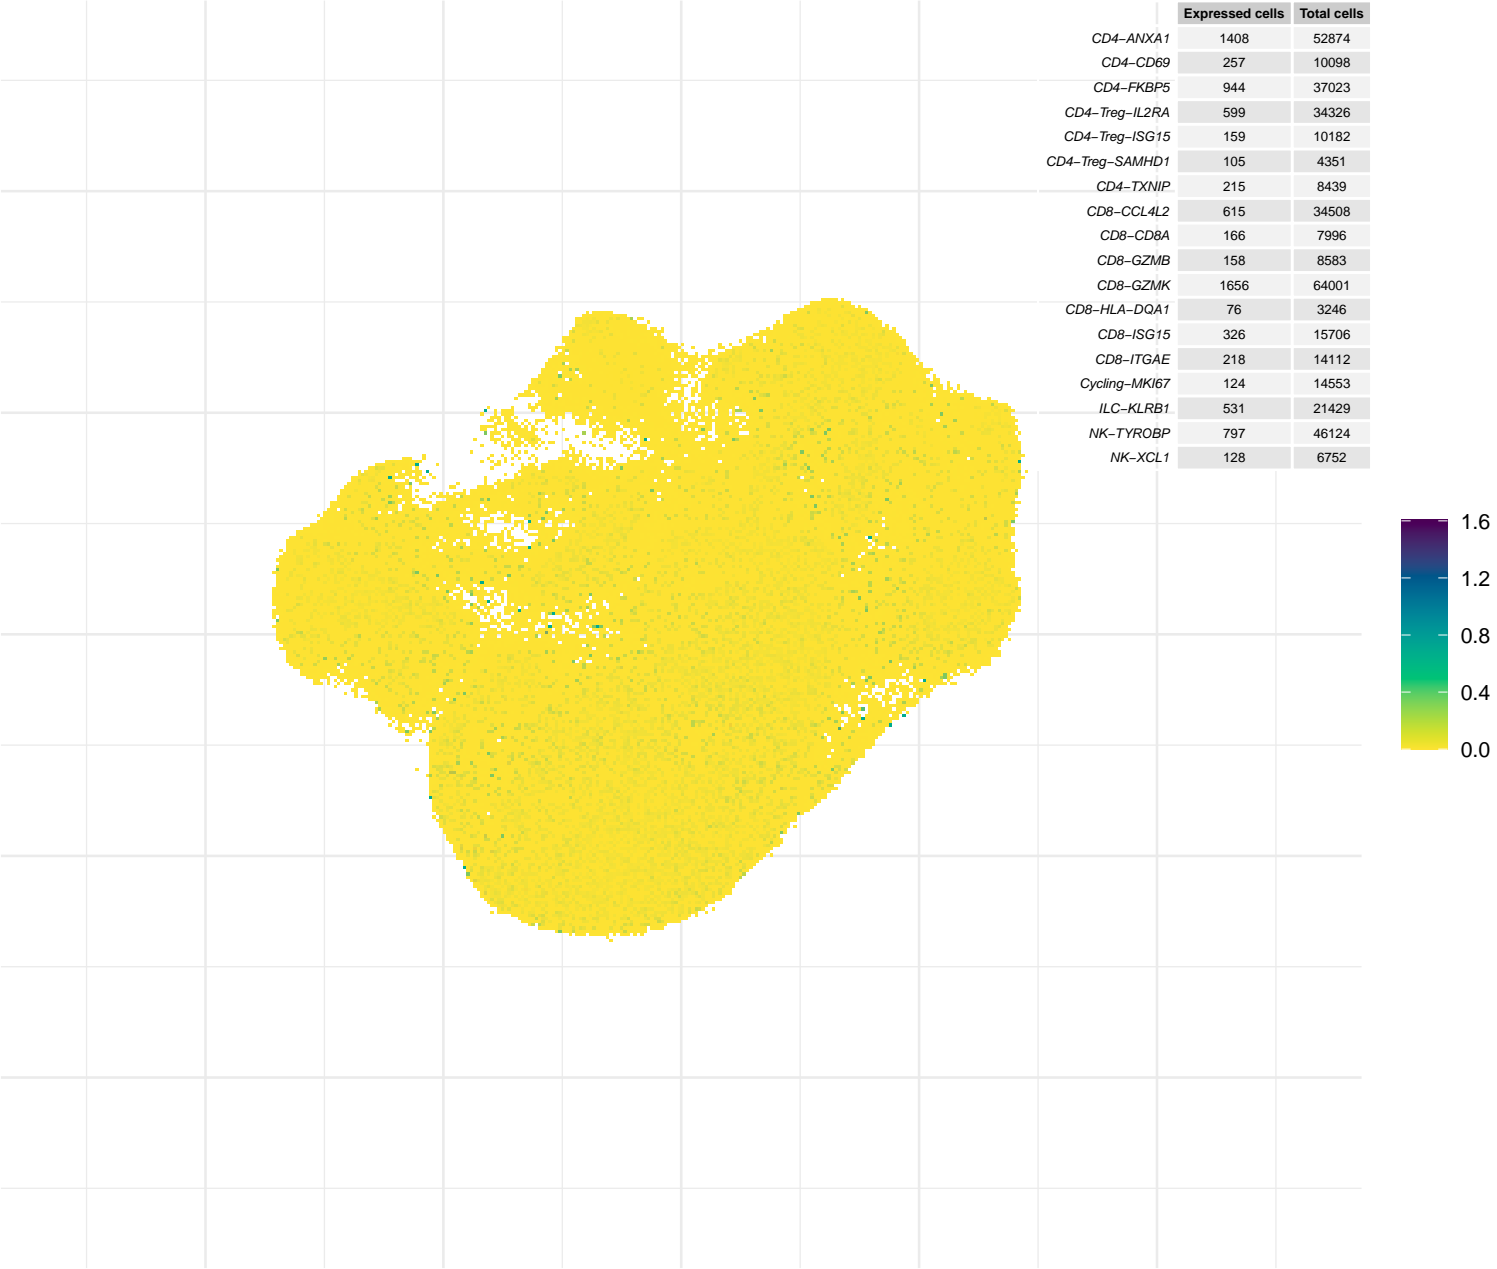 Expressed cells Total cells
CD4−ANXA1 1408 52874
CD4−CD69 257 10098
CD4−FKBP5 944 37023
CD4−Treg−IL2RA 599 34326
CD4−Treg−ISG15 159 10182
CD4−Treg−SAMHD1 105 4351
CD4−TXNIP 215 8439
CD8−CCL4L2 615 34508
CD8−CD8A 166 7996
CD8−GZMB 158 8583
CD8−GZMK 1656 64001
CD8−HLA−DQA1 76 3246
CD8−ISG15 326 15706
CD8−ITGAE 218 14112
Cycling−MKI67 124 14553
ILC−KLRB1 531 21429
NK−TYROBP 797 46124
NK−XCL1 128 6752
1.6
1.2
0.8
0.4
0.0